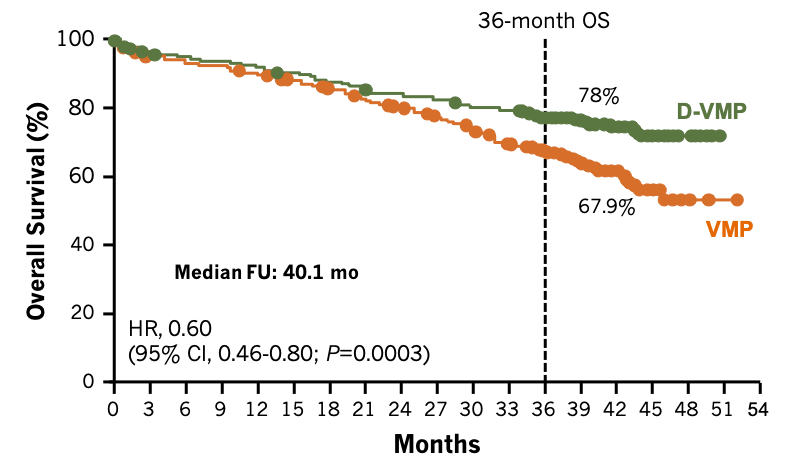 36-month OS
100
80
60
40
20
0
Overall Survival (%)
78%
D-VMP
67.9%
VMP
Median FU: 40.1 mo
HR, 0.60
(95% CI, 0.46-0.80; P=0.0003)
0 3 6 9 12 15 18 21 24 27 30 33 36 39 42 45 48 51 54
Months